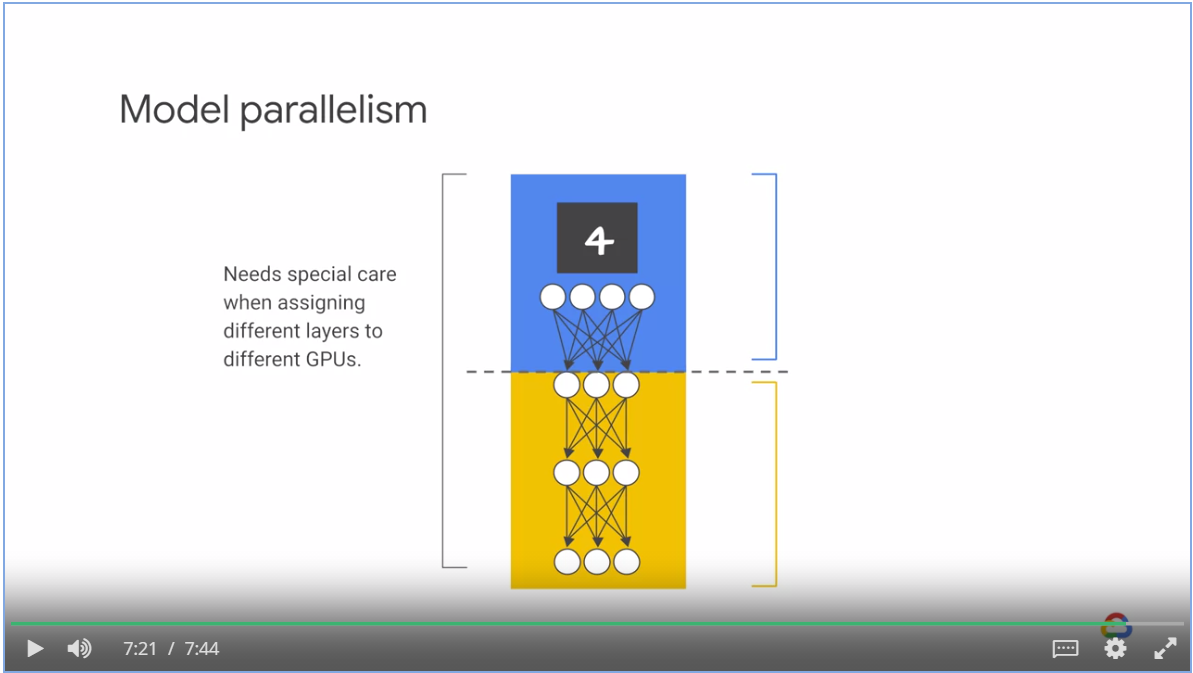 Model parallelism
Needs special care
when assigning
different layers to
different GPUs.
4
7:21 / 7:44